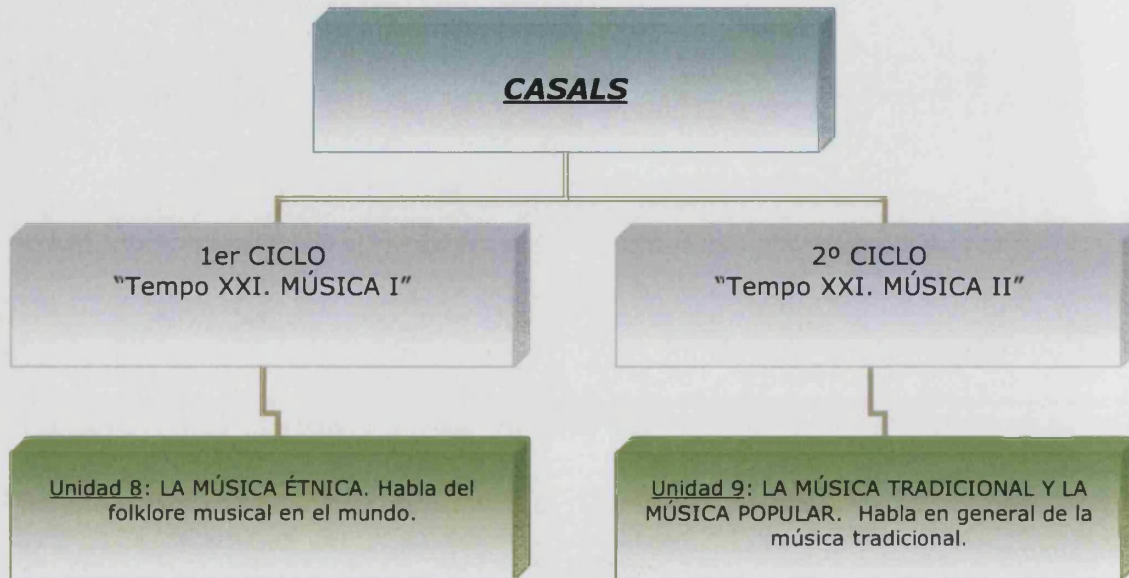 CASALS
1er CICLO
“Tempo XXI. MÚSICA I”
2º CICLO
“Tempo XXI. MÚSICA II”
Unidad 8: LA MÚSICA ÉTNICA. Habla del
folklore musical en el mundo.
Unidad 9: LA MÚSICA TRADICIONAL Y LA
MÚSICA POPULAR. Habla en general de la
música tradicional.